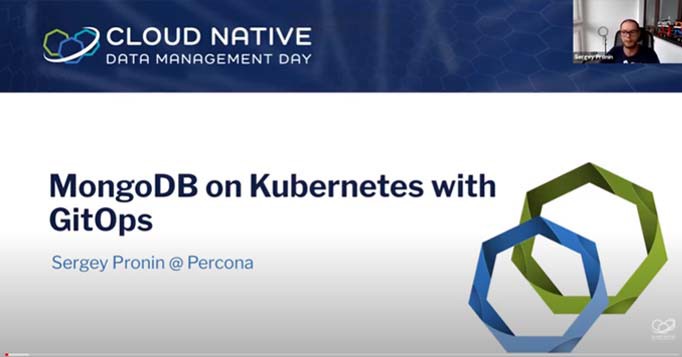 CLOUD NATIVE
DATA MANAGEMENT DAY
Sergey Pronin
MongoDB on Kubernetes with
GitOps
Sergey Pronin @ Percona